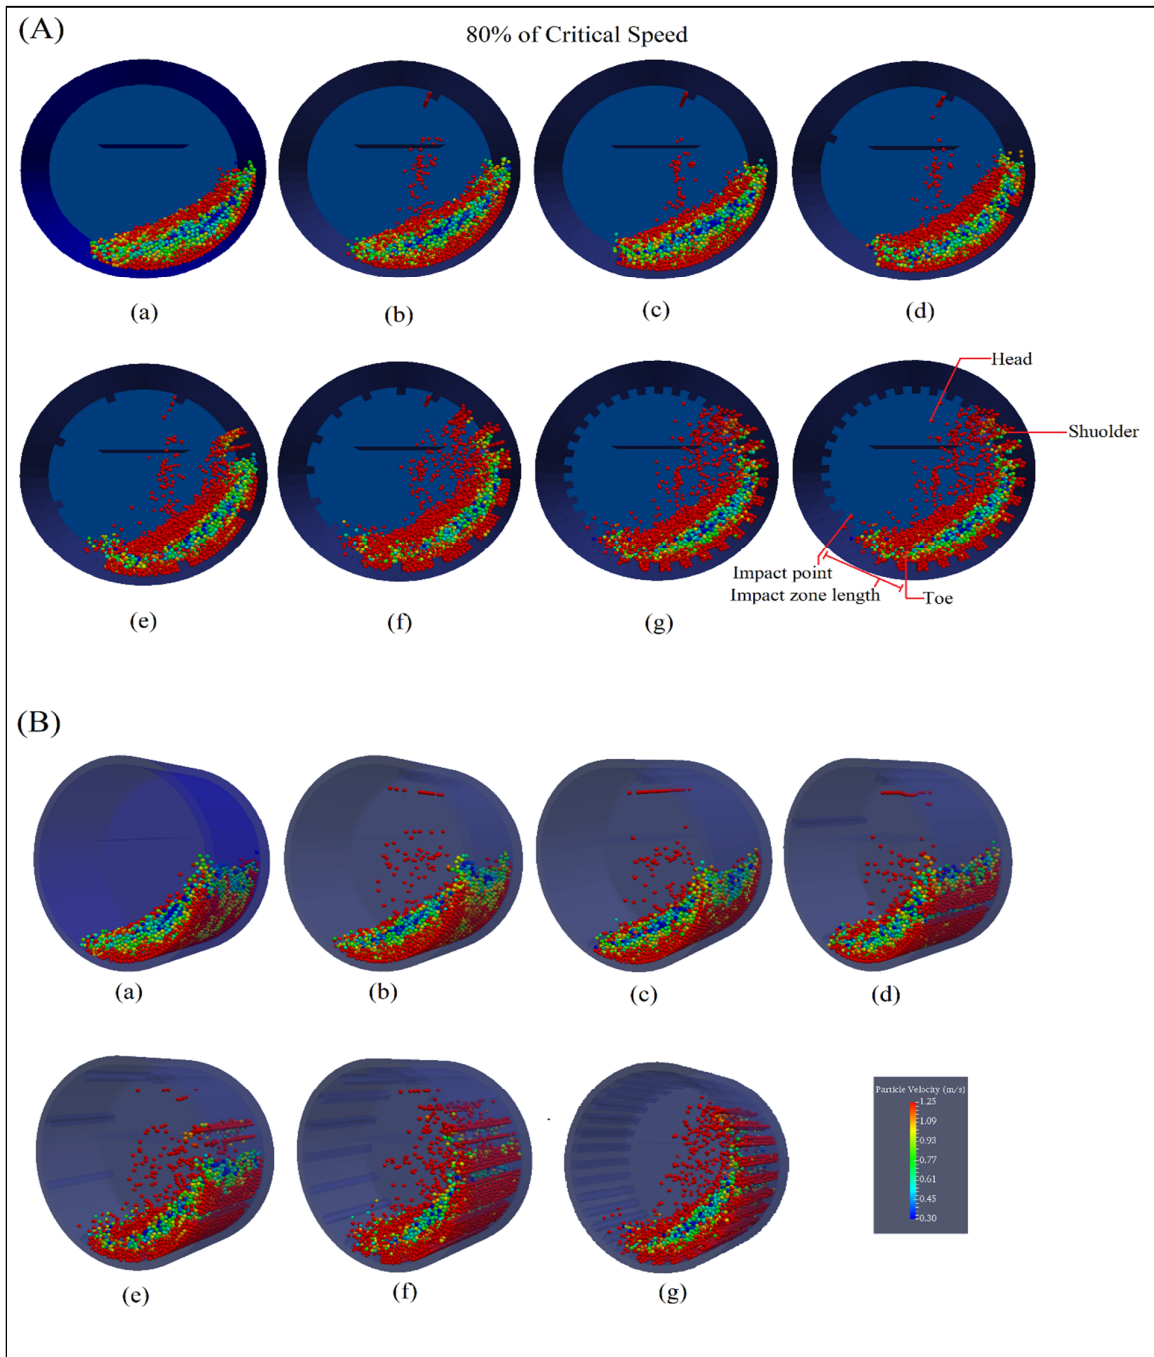 (A)
80% of Critical Speed
(a)
(b)
(c)
(d)
Head
Shuolder
Impact point
Impact zone length
Toe
(e)
(f)
(g)
(B)
(a)
(b)
(c)
(d)
Particle Velocity (m/s)
1.25
1.09
0.93
0.77
0.61
0.45
0.30
(e)
(f)
(g)